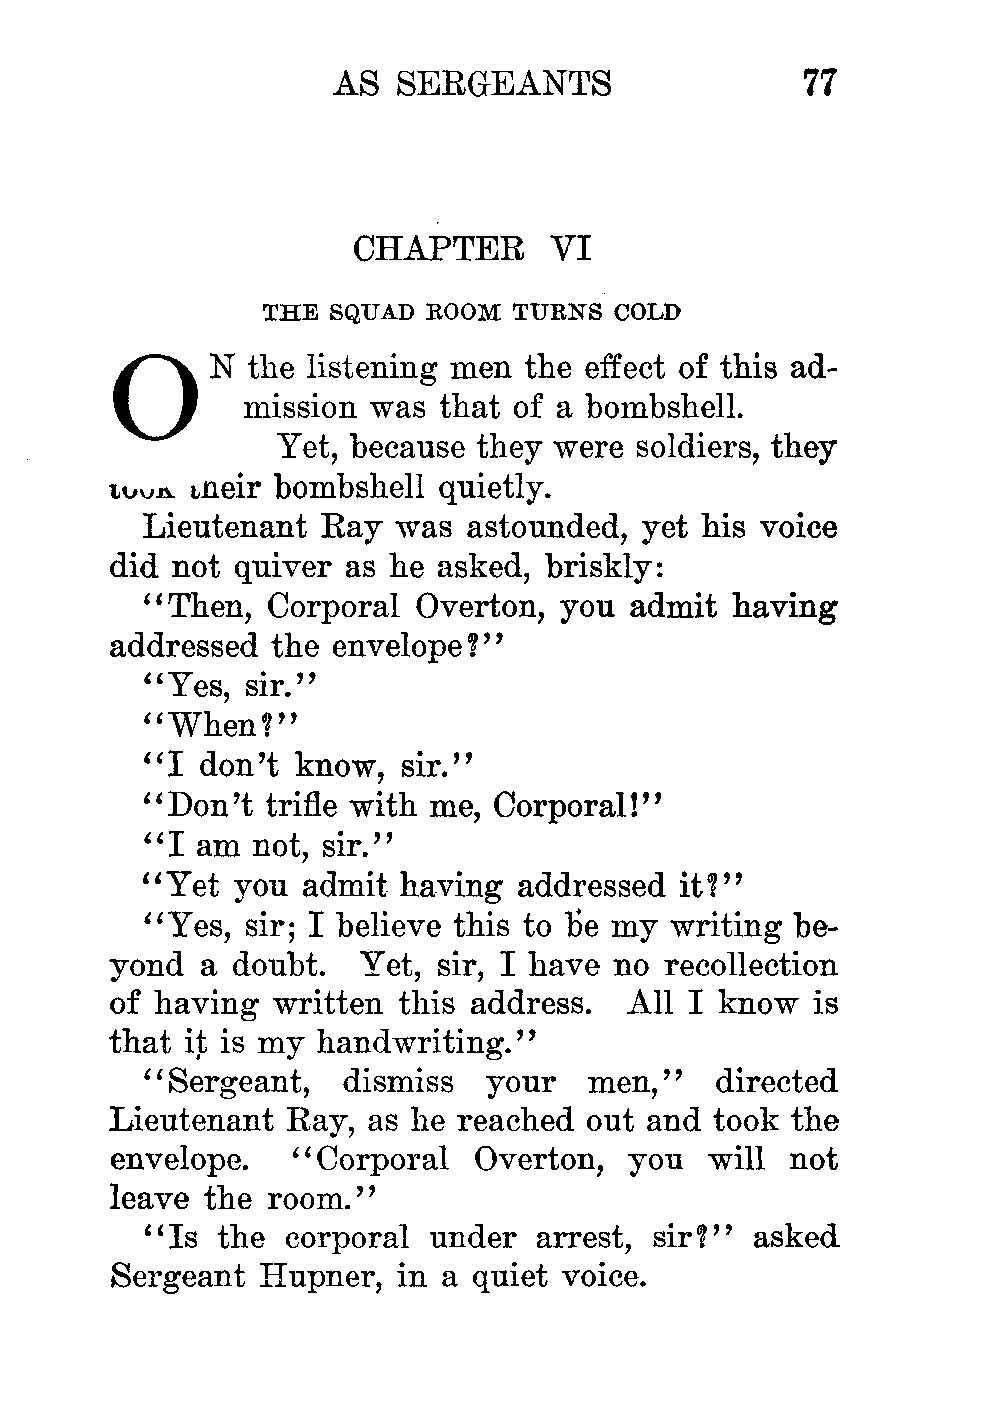 AS SERGEANTS 77
CHAPTER VI
THE SQUAD ROOM TURNS COLD
ON the listening men the effect of this ad-
mission was that of a bombshell.
Yet, because they were soldiers, they
took their bombshell quietly.
Lieutenant Ray was astounded, yet his voice
did not quiver as he asked, briskly:
“Then, Corporal Overton, you admit having
addressed the envelope?”
“Yes, sir.”
“When?”
“I don’t know, sir.”
“Don’t trifle with me, Corporal!”
“I am not, sir.”
“Yet you admit having addressed it?”
“Yes, sir; I believe this to be my writing be-
yond a doubt. Yet, sir, I have no recollection
of having written this address. All I know is
that it is my handwriting.”
“Sergeant, dismiss your men,” directed
Lieutenant Ray, as he reached out and took the
envelope. “Corporal Overton, you will not
leave the room.”
“Is the corporal under arrest, sir?” asked
Sergeant Hupner, in a quiet voice.